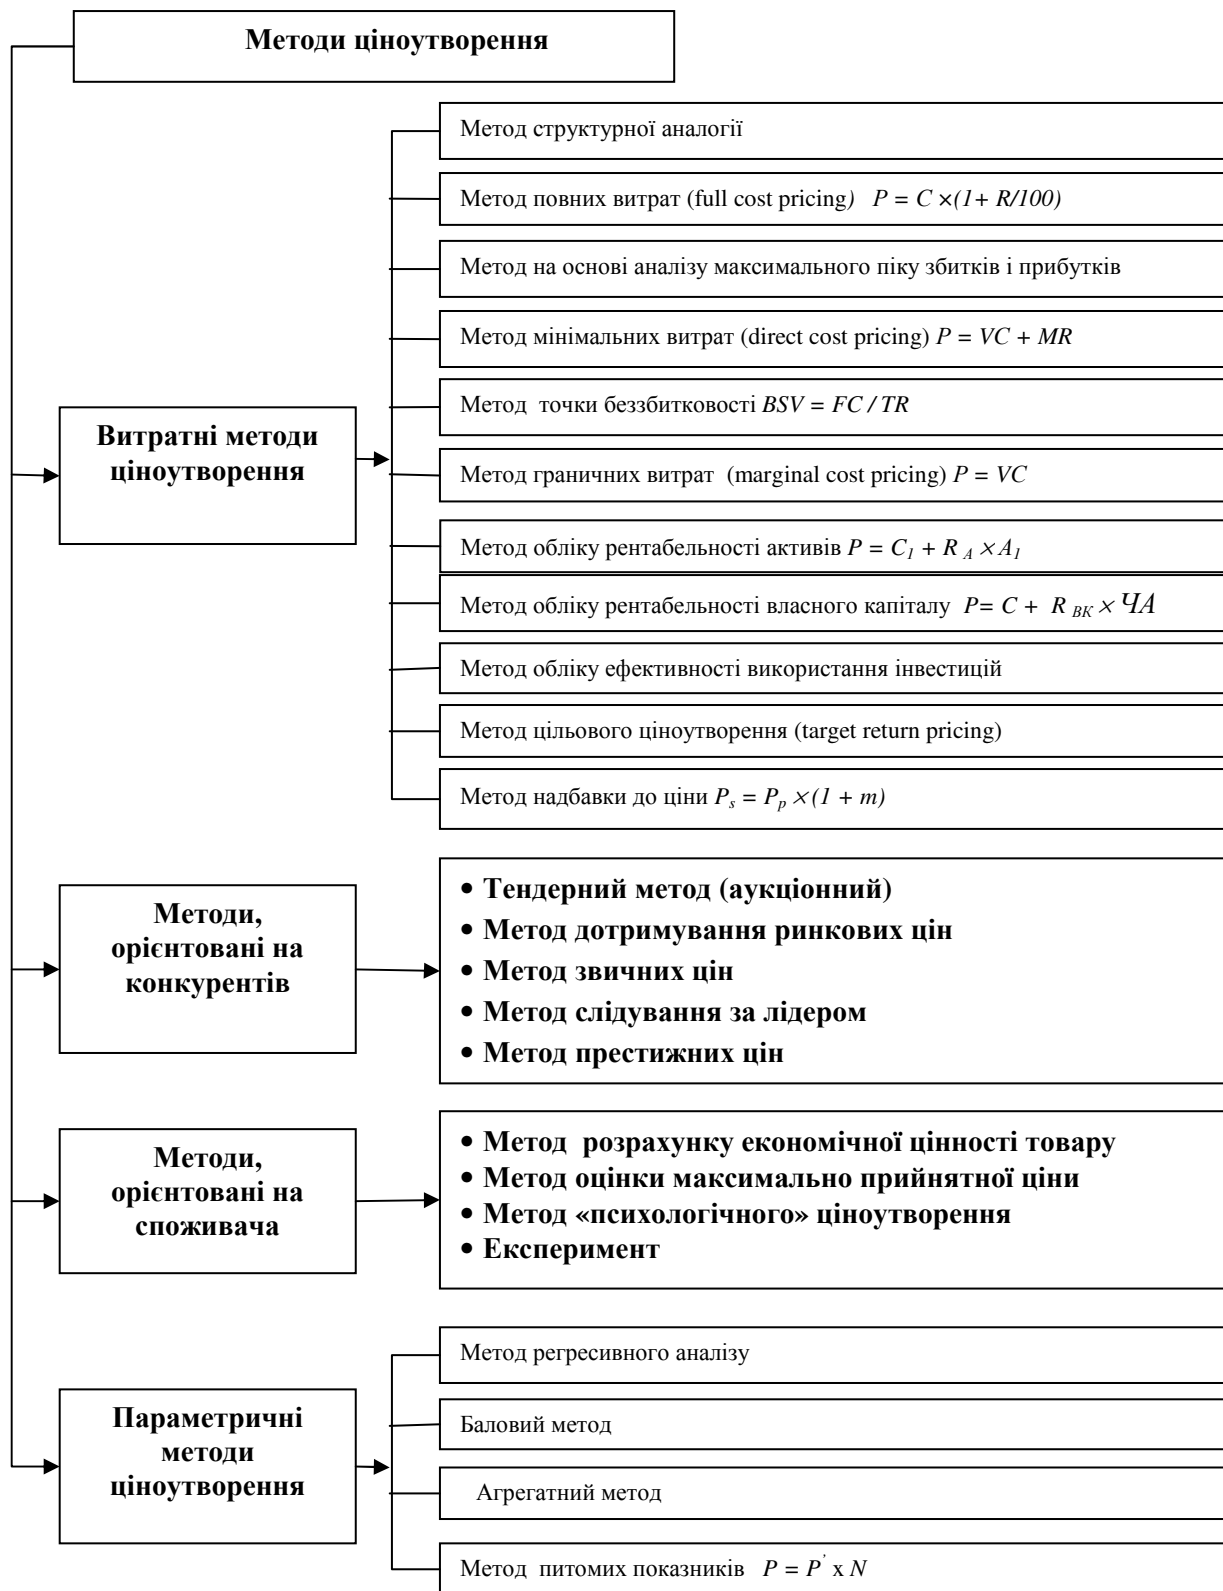 Методи ціноутворення
Метод структурної аналогії
Метод повних витрат (full cost pricing) P = C ×(1+ R/100)
Метод на основі аналізу максимального піку збитків і прибутків
Метод мінімальних витрат (direct cost pricing) P = VC + MR
Метод точки беззбитковості BSV = FC / TR
Витратні методи
ціноутворення
Метод граничних витрат (marginal cost pricing) P = VC
Метод обліку рентабельності активів P = C₁ + R A × A₁
Метод обліку рентабельності власного капіталу P= C + R ВК × ЧА
Метод обліку ефективності використання інвестицій
Метод цільового ціноутворення (target return pricing)
Метод надбавки до ціни Pₛ = Pₚ ×(1 + m)
Методи,
орієнтовані на
конкурентів
• Тендерний метод (аукціонний)
• Метод дотримування ринкових цін
• Метод звичних цін
• Метод слідування за лідером
• Метод престижних цін
Методи,
орієнтовані на
споживача
• Метод розрахунку економічної цінності товару
• Метод оцінки максимально прийнятної ціни
• Метод «психологічного» ціноутворення
• Експеримент
Метод регресивного аналізу
Параметричні
методи
ціноутворення
Баловий метод
Агрегатний метод
Метод питомих показників P = P' x N